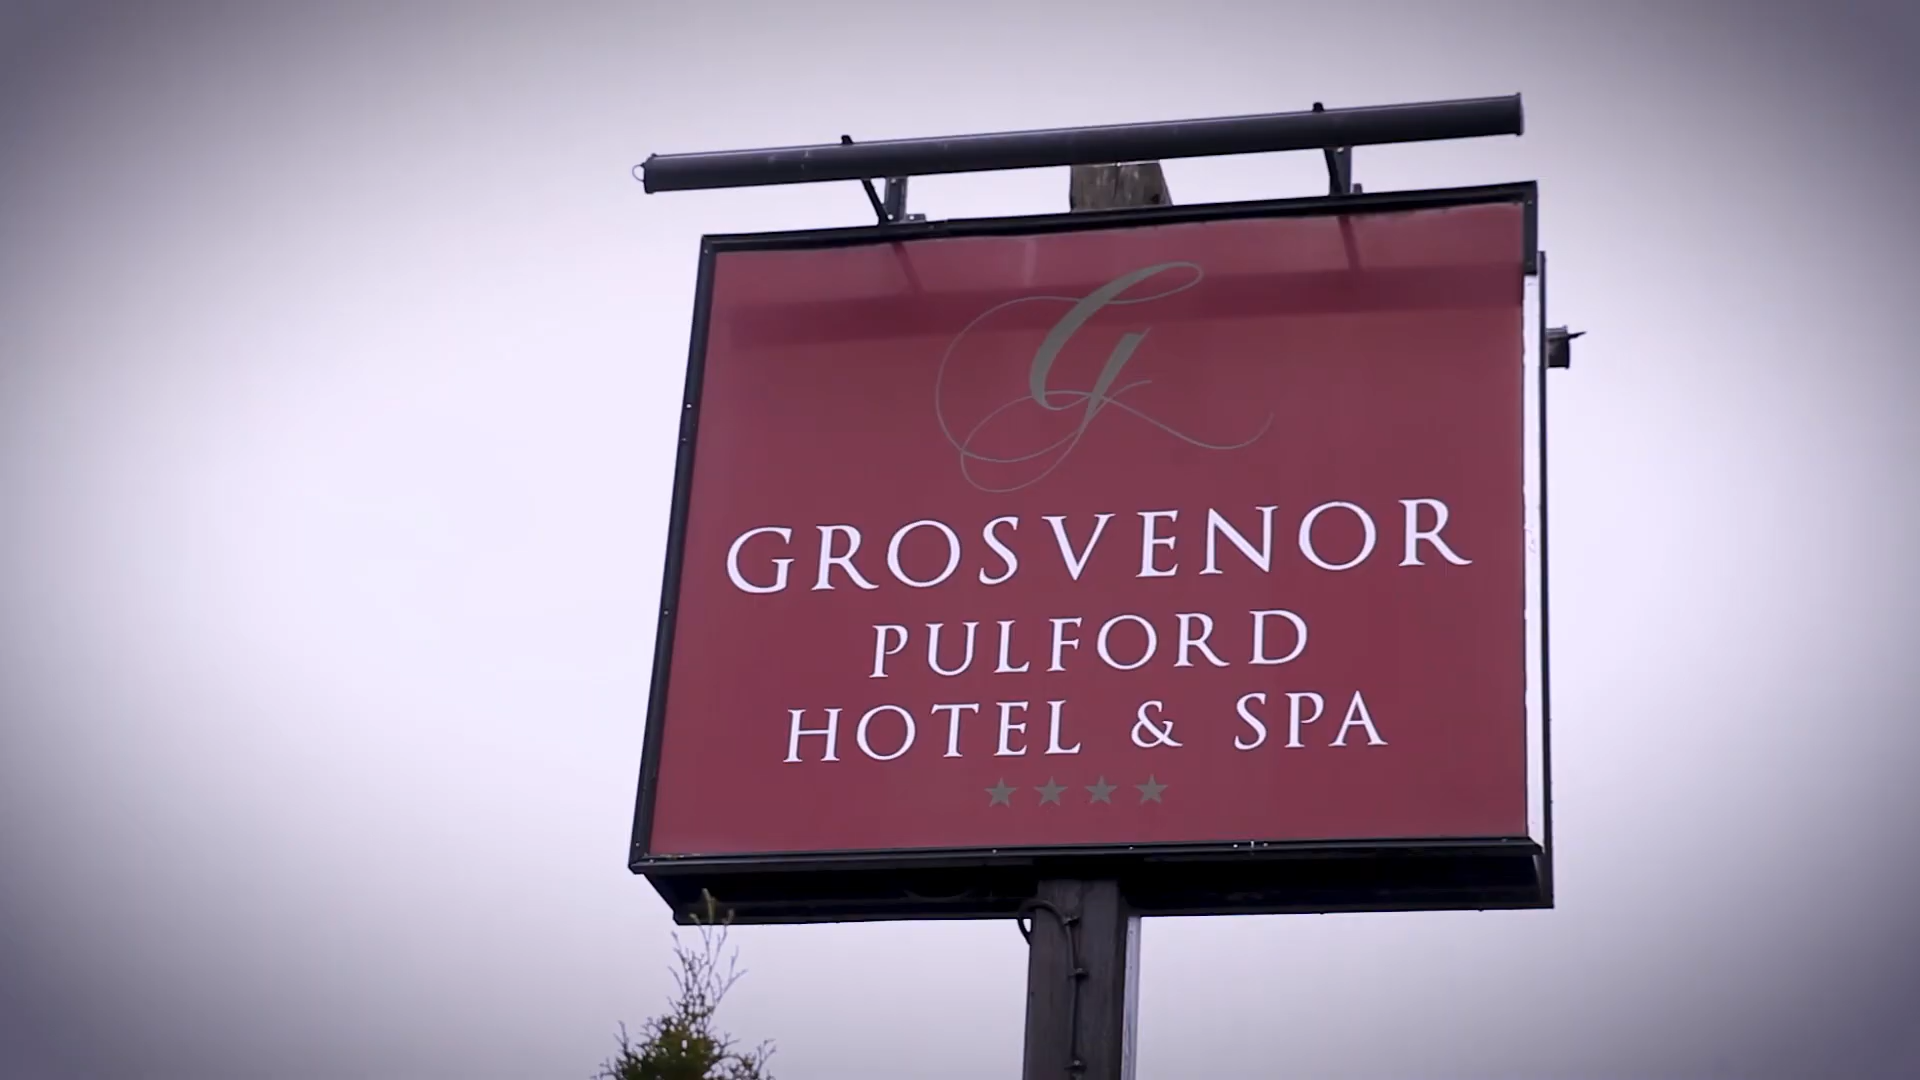 G
GROSVENOR
PULFORD
HOTEL & SPA
★★★★